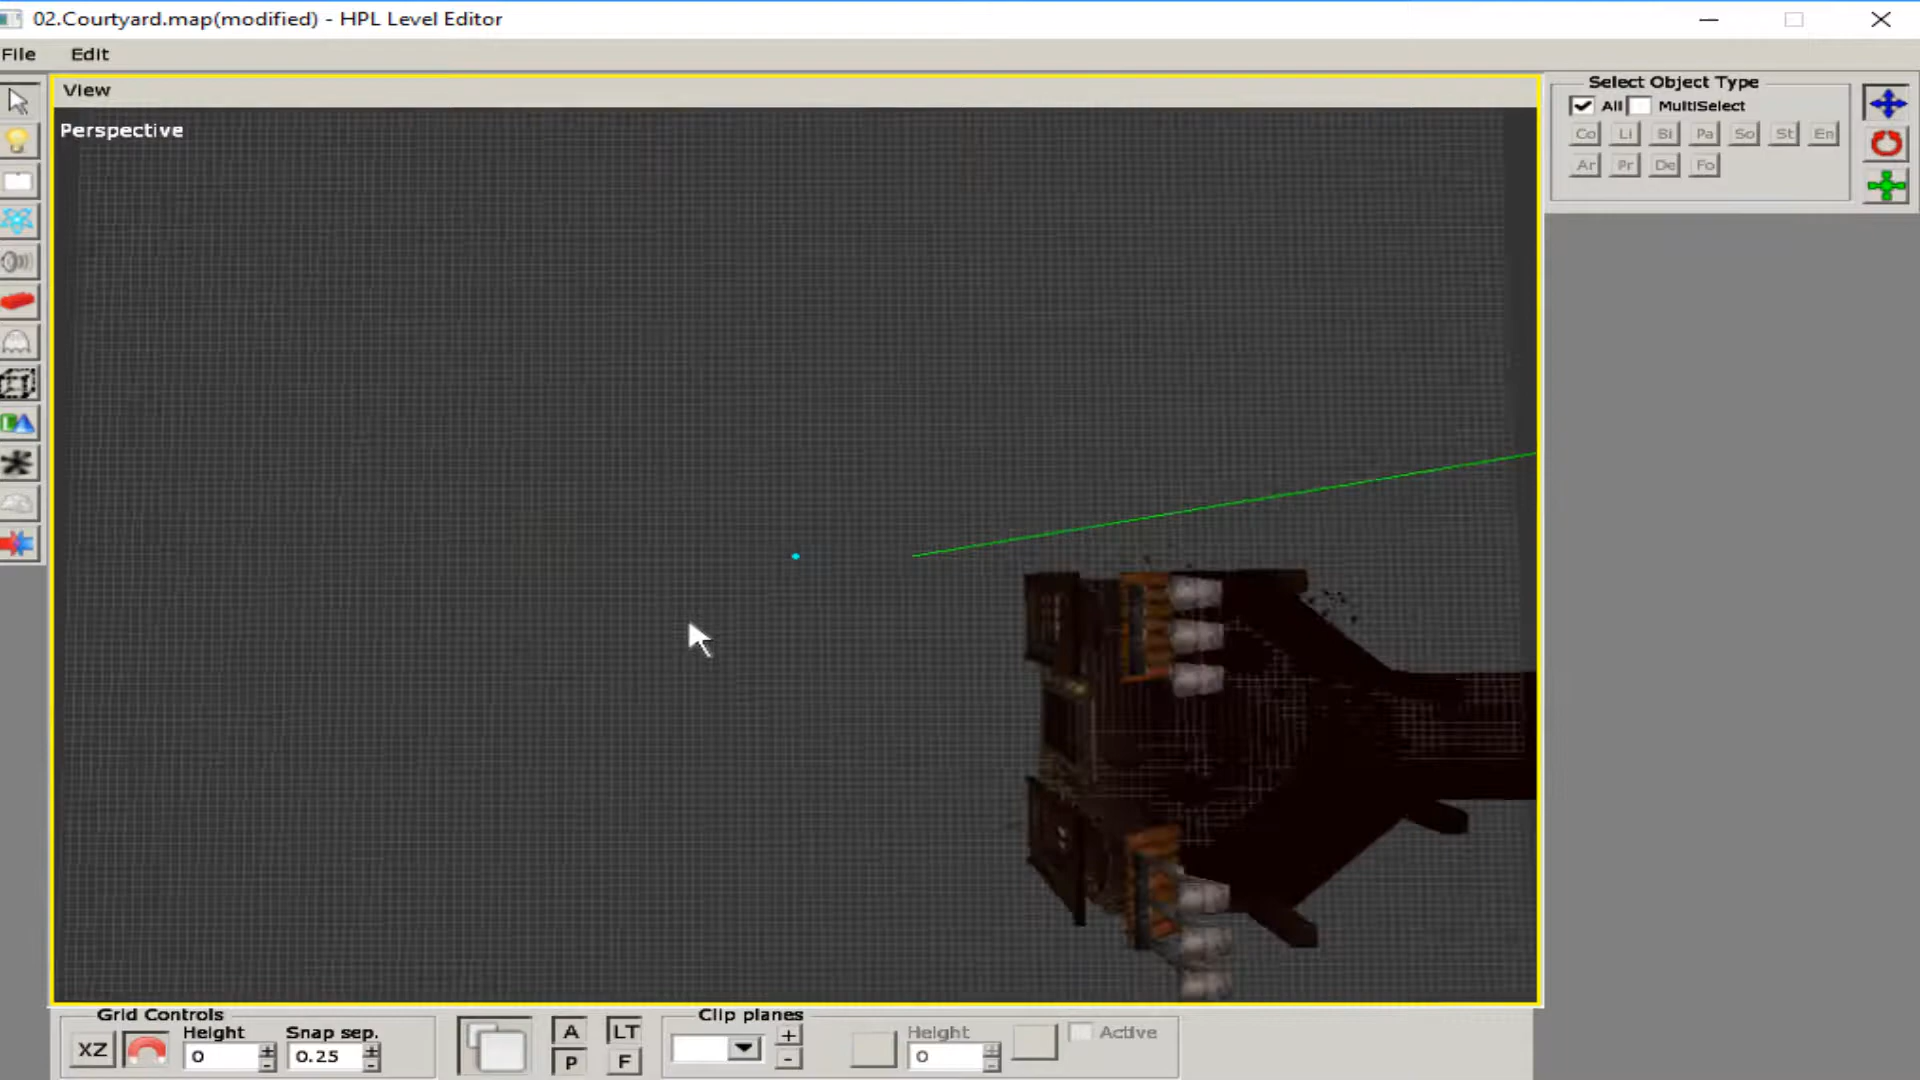 02.Courtyard.map(modified) - HPL Level Editor
File Edit
View
Perspective
Select Object Type
All MultiSelect
Co Li Bi Pa So St En
Ar Pr De Fo
Grid Controls
Height Snap sep.
XZ 0 0.25
A LT
P F
Clip planes
+
-
Height
0
Active